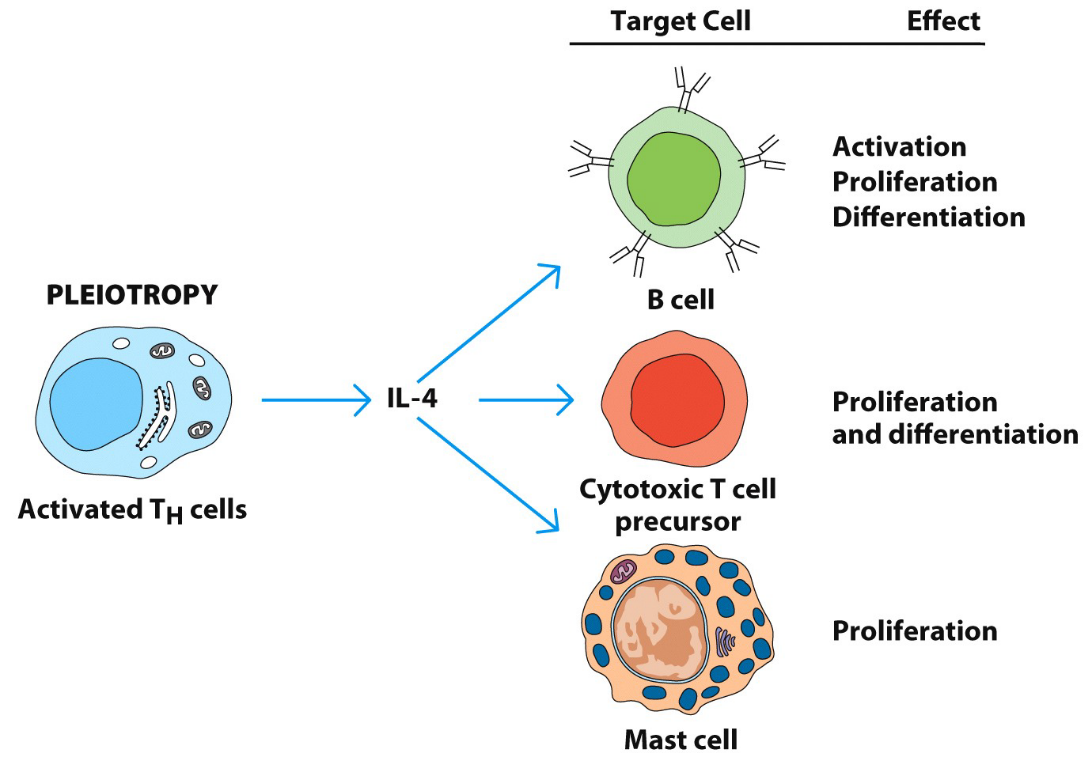 Target Cell Effect
Activation
Proliferation
Differentiation
B cell
PLEIOTROPY
Activated TH cells
IL-4
Proliferation
and differentiation
Cytotoxic T cell
precursor
Proliferation
Mast cell